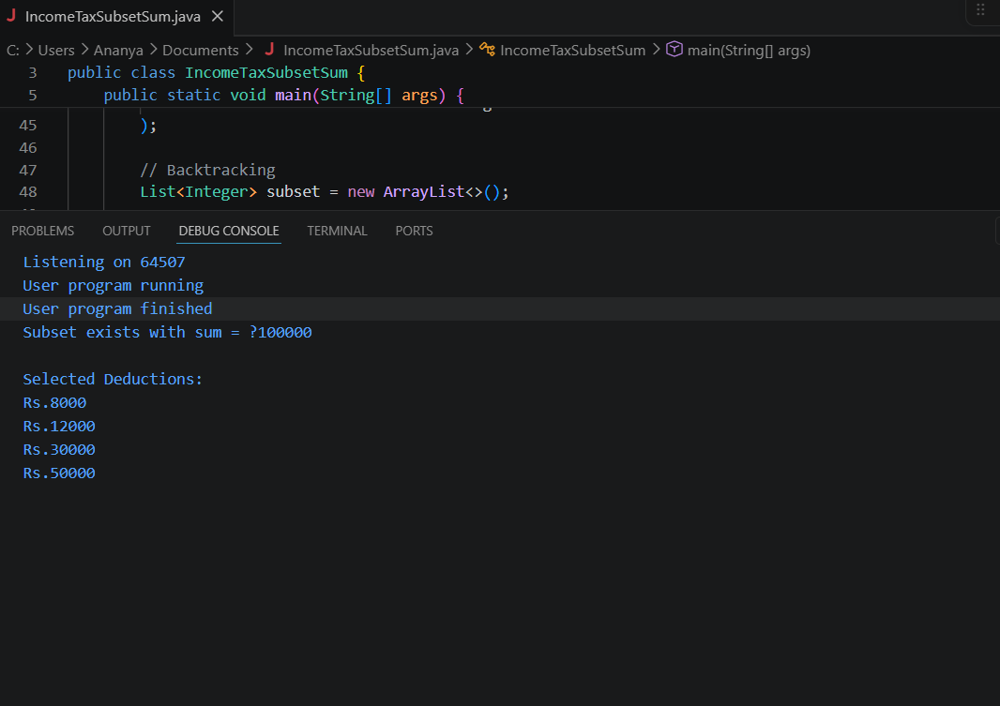 IncomeTaxSubsetSum.java
C: > Users > Ananya > Documents > IncomeTaxSubsetSum.java > IncomeTaxSubsetSum > main(String[] args)
3 public class IncomeTaxSubsetSum {
5 public static void main(String[] args) {
45 );
46
47 // Backtracking
48 List<Integer> subset = new ArrayList<>();
PROBLEMS OUTPUT DEBUG CONSOLE TERMINAL PORTS
Listening on 64507
User program running
User program finished
Subset exists with sum = ?100000
Selected Deductions:
Rs.8000
Rs.12000
Rs.30000
Rs.50000